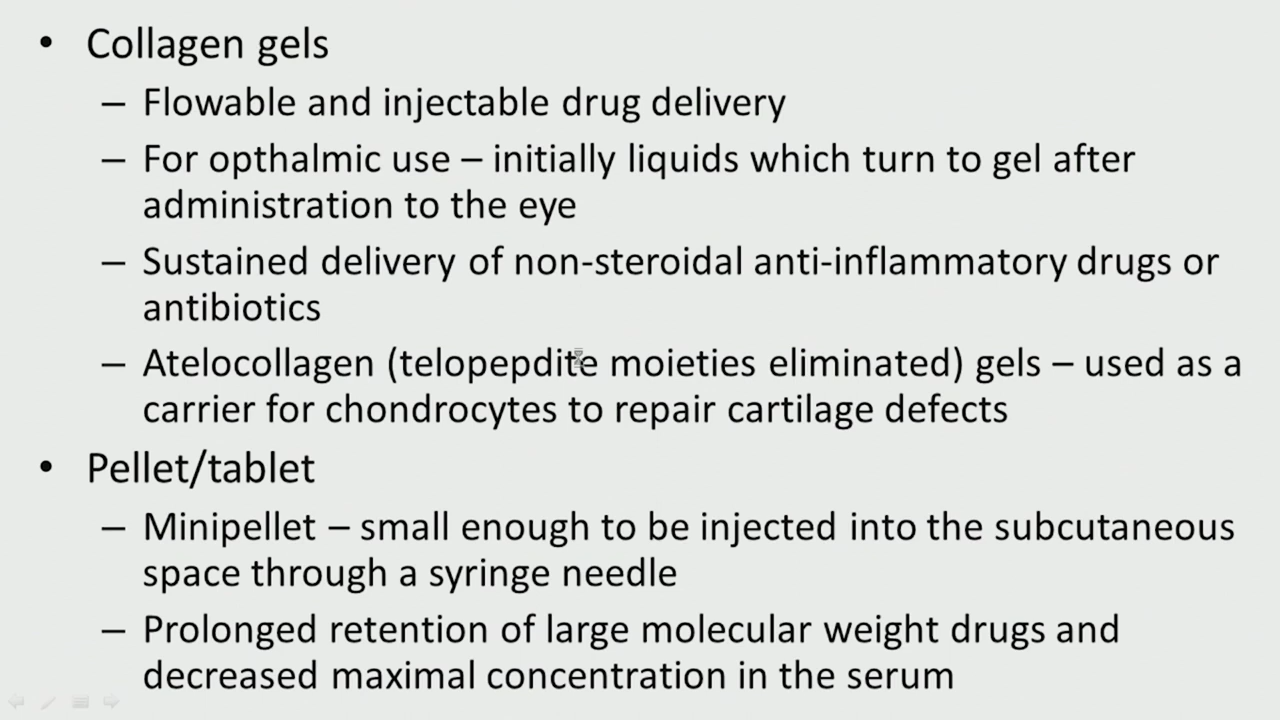 • Collagen gels
– Flowable and injectable drug delivery
– For opthalmic use – initially liquids which turn to gel after
administration to the eye
– Sustained delivery of non-steroidal anti-inflammatory drugs or
antibiotics
– Atelocollagen (telopepdite moieties eliminated) gels – used as a
carrier for chondrocytes to repair cartilage defects
• Pellet/tablet
– Minipellet – small enough to be injected into the subcutaneous
space through a syringe needle
– Prolonged retention of large molecular weight drugs and
decreased maximal concentration in the serum